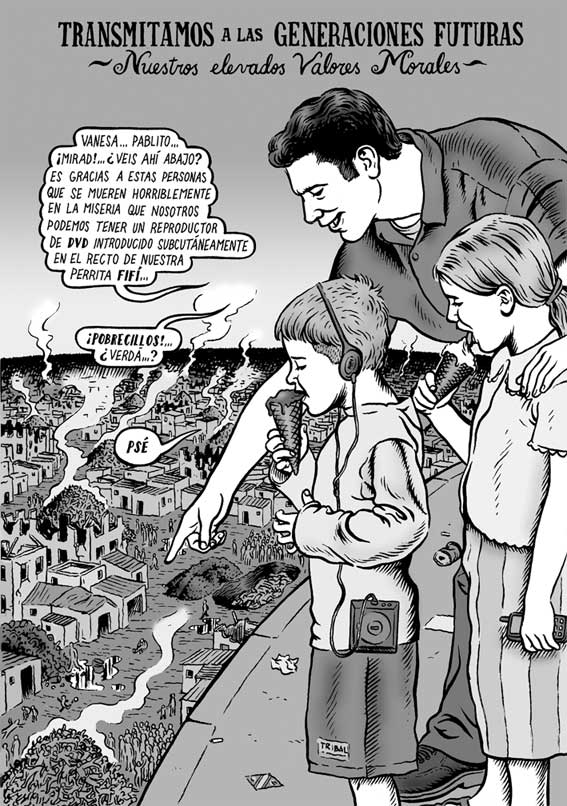 TRANSMITAMOS A LAS GENERACIONES FUTURAS
~Nuestros elevados Valores Morales~
VANESA... PABLITO...
¡MIRAD!... ¿VEIS AHÍ ABAJO?
ES GRACIAS A ESTAS PERSONAS
QUE SE MUEREN HORRIBLEMENTE
EN LA MISERIA QUE NOSOTROS
PODEMOS TENER UN REPRODUCTOR
DE DVD INTRODUCIDO SUBCUTÁNEAMENTE
EN EL RECTO DE NUESTRA
PERRITA FIFÍ...
¡POBRECILLOS!...
¿VERDÁ...?
PSÉ
TRIBAL